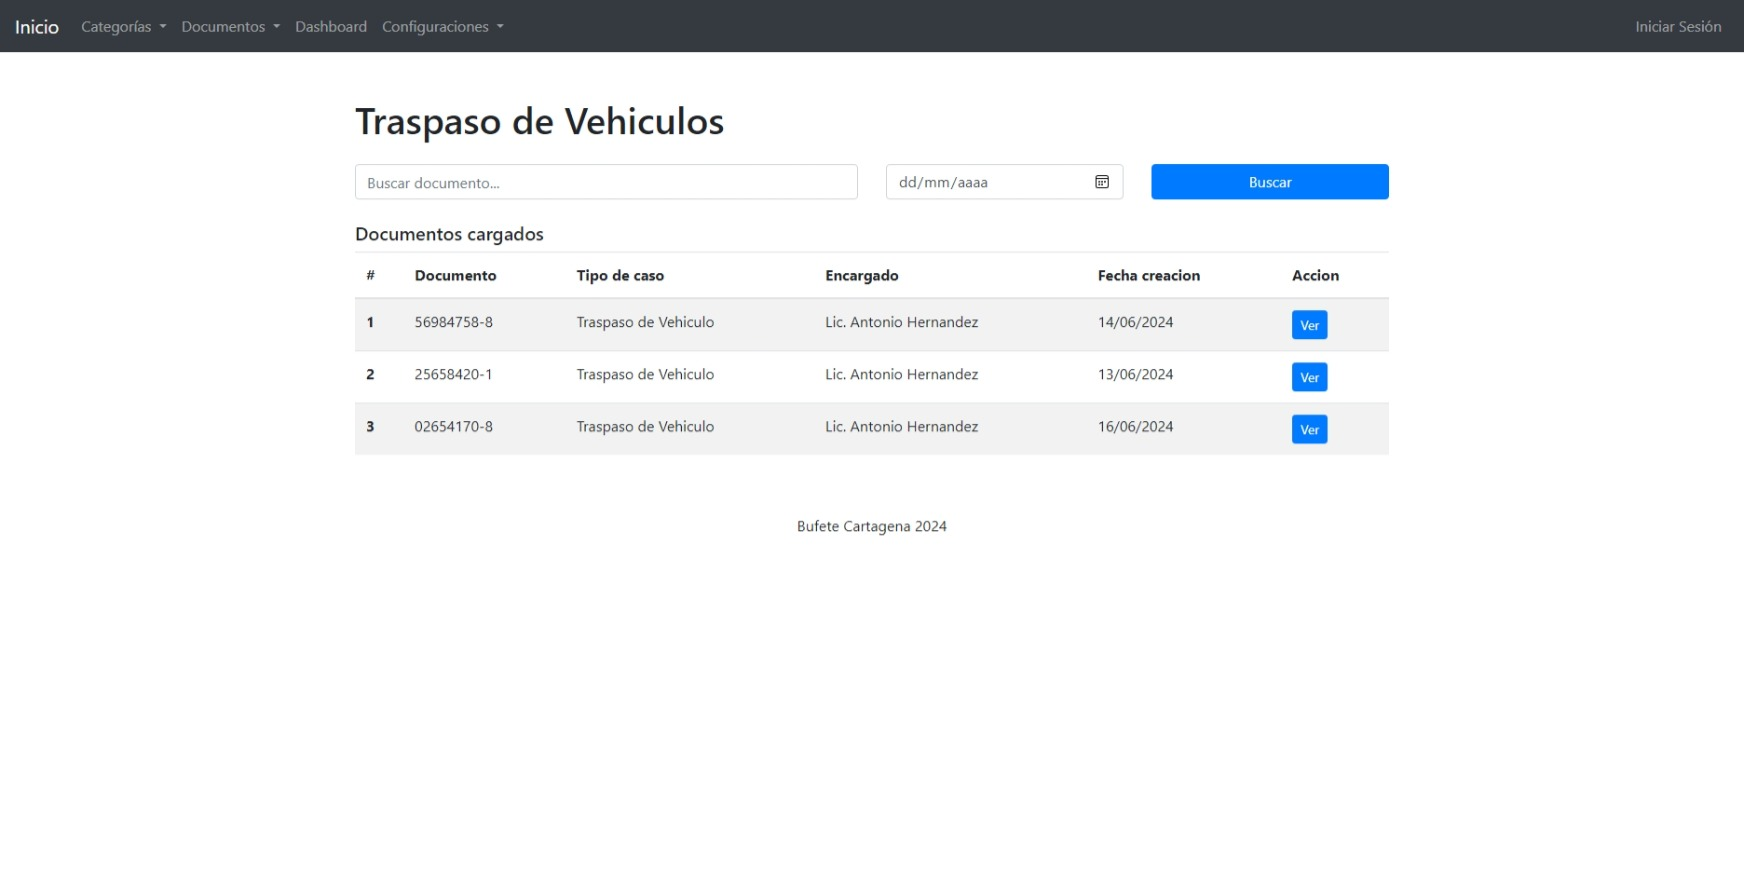 Inicio Categorías Documentos Dashboard Configuraciones Iniciar Sesión
Traspaso de Vehiculos
Buscar documento... dd/mm/aaaa Buscar
Documentos cargados
# Documento Tipo de caso Encargado Fecha creacion Accion
1 56984758-8 Traspaso de Vehiculo Lic. Antonio Hernandez 14/06/2024 Ver
2 25658420-1 Traspaso de Vehiculo Lic. Antonio Hernandez 13/06/2024 Ver
3 02654170-8 Traspaso de Vehiculo Lic. Antonio Hernandez 16/06/2024 Ver
Bufete Cartagena 2024